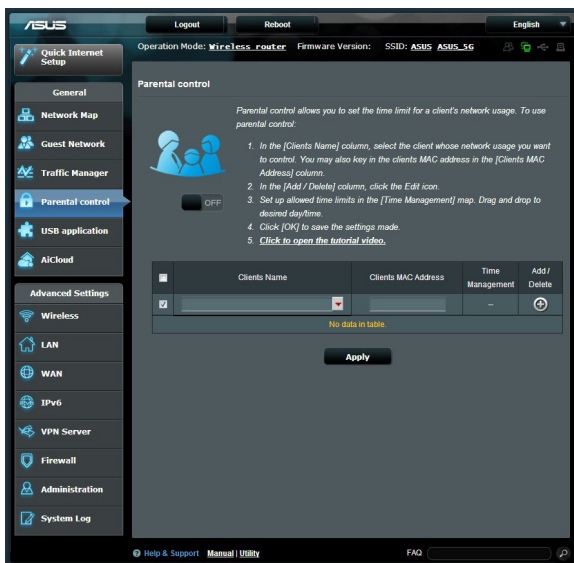 ASUS
Logout
Reboot
English
Quick Internet
Setup
Operation Mode: Wireless router Firmware Version: SSID: ASUS ASUS_5G
General
Network Map
Guest Network
Traffic Manager
Parental control
USB application
AiCloud
Advanced Settings
Wireless
LAN
WAN
IPv6
VPN Server
Firewall
Administration
System Log
Parental control
Parental control allows you to set the time limit for a client's network usage. To use
parental control:
1. In the [Clients Name] column, select the client whose network usage you want
to control. You may also key in the clients MAC address in the [Clients MAC
Address] column.
2. In the [Add / Delete] column, click the Edit icon.
3. Set up allowed time limits in the [Time Management] map. Drag and drop to
desired day/time.
4. Click [OK] to save the settings made.
5. Click to open the tutorial video.
OFF
Clients Name
Clients MAC Address
Time
Management
Add /
Delete
–
No data in table.
Apply
Help & Support Manual | Utility
FAQ